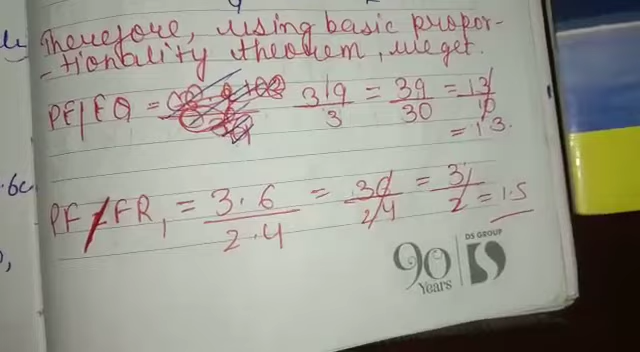 Therefore, using basic propor-
-tionality theorem, we get.
PE/EQ = 3.9/3 = 39/30 = 13/10
= 1.3.
6c
PF/FR, = 3.6/2.4 = 36/24 = 3/2 = 1.5
DS GROUP
90
Years